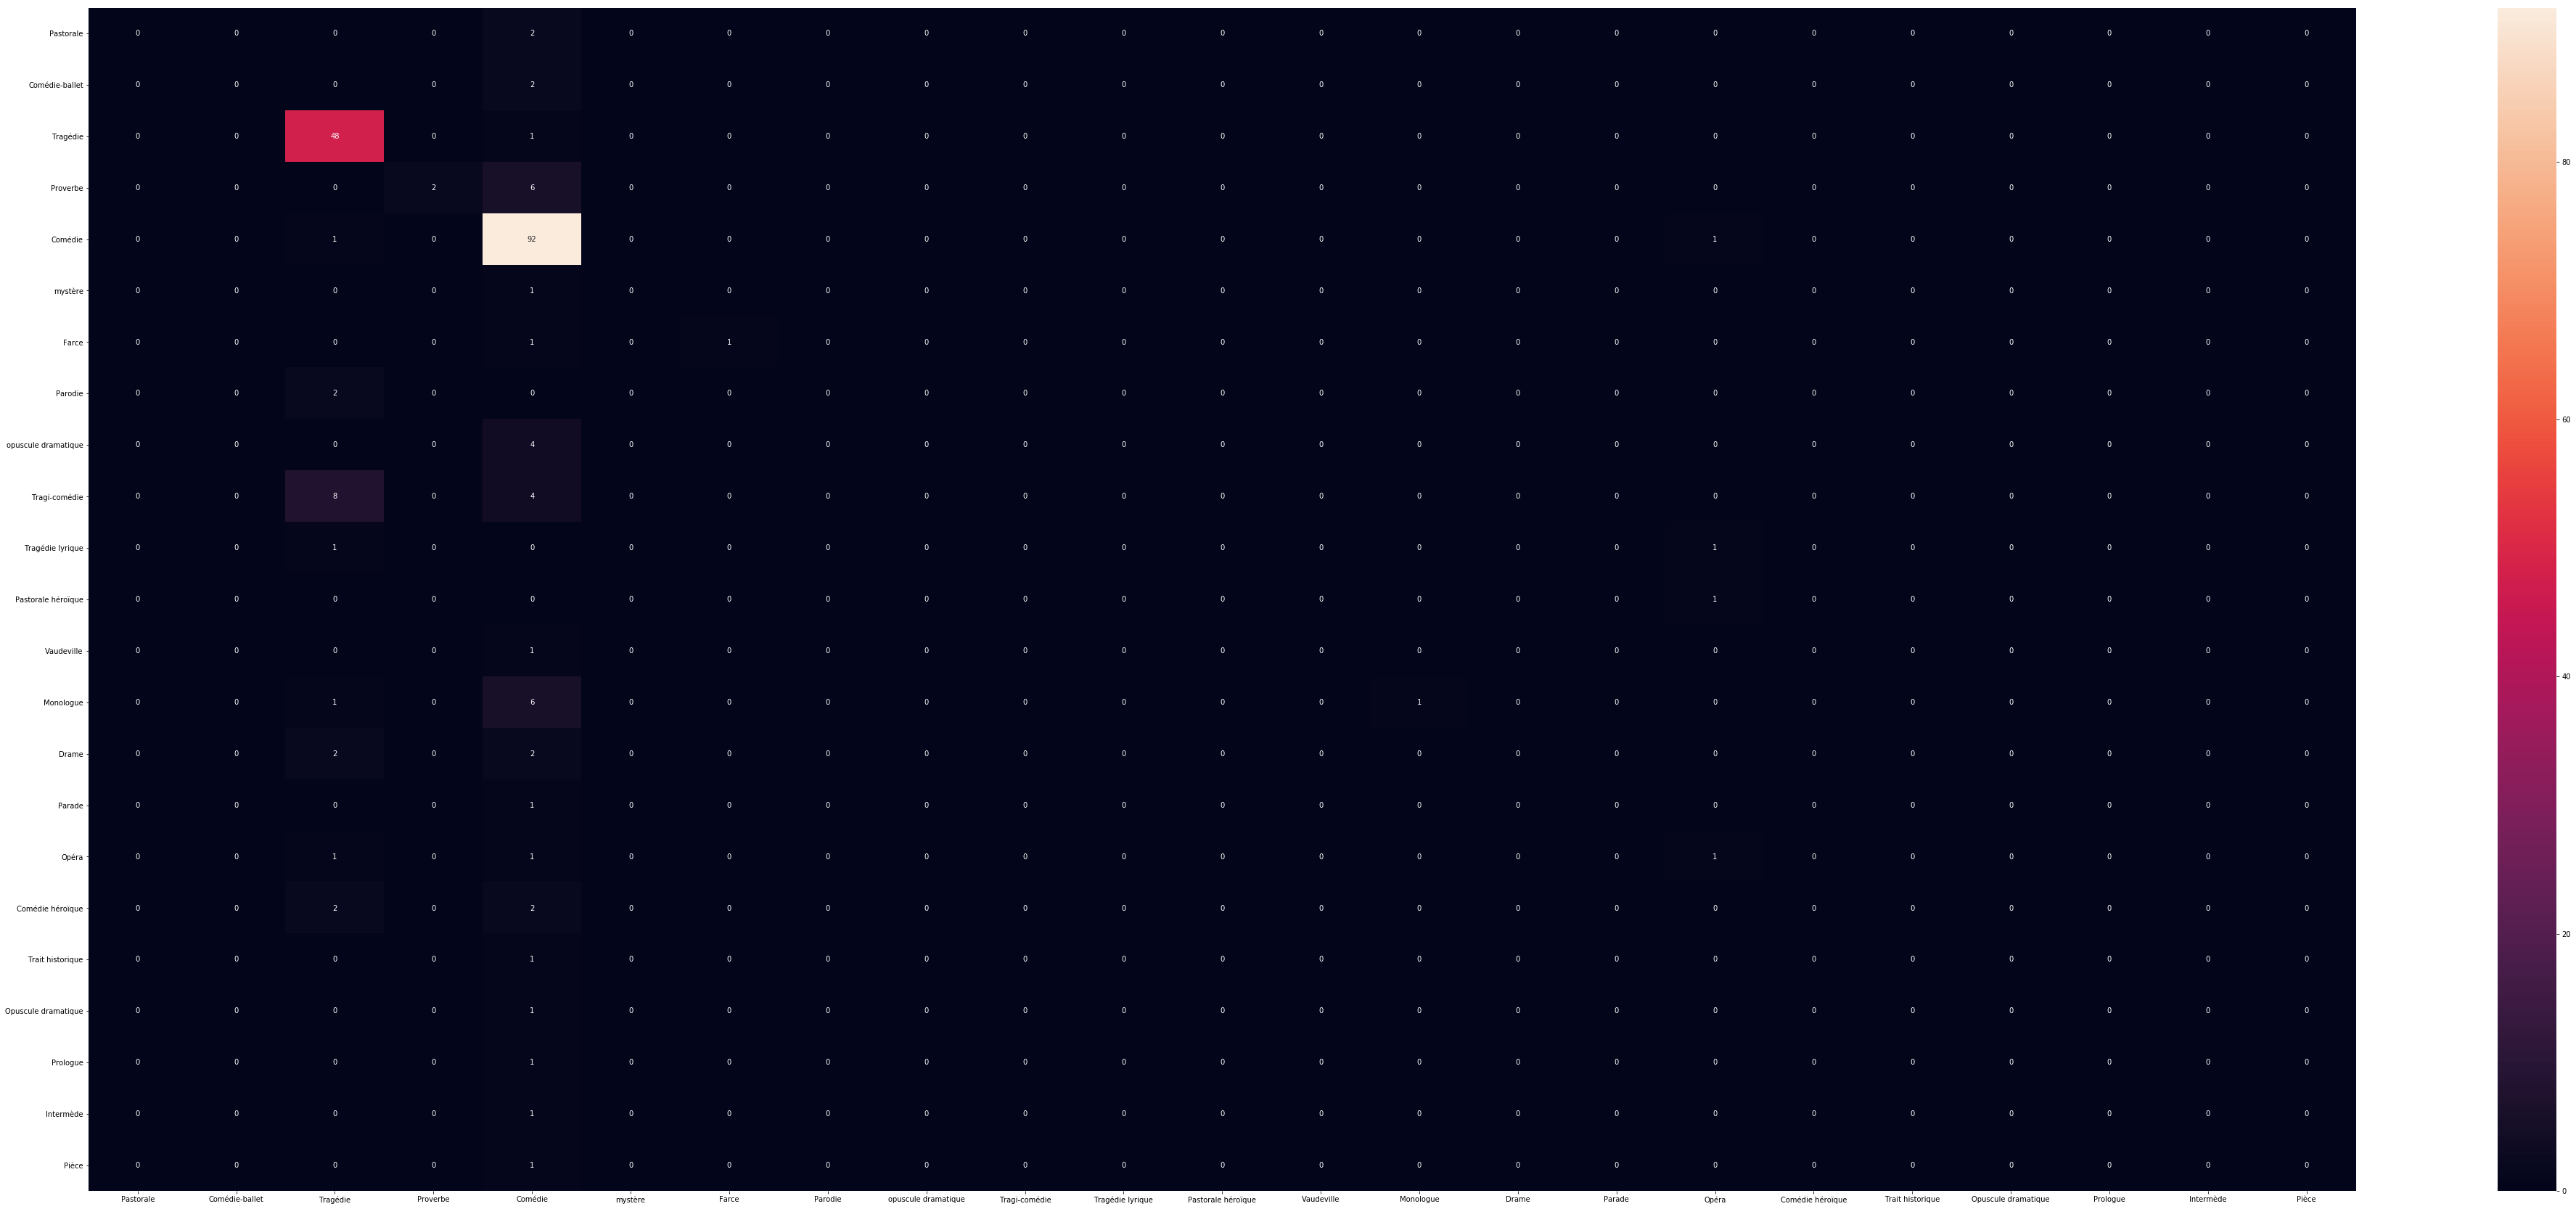 Pastorale 0 0 0 0 2 0 0 0 0 0 0 0 0 0 0 0 0 0 0 0 0 0 0
Comédie-ballet 0 0 0 0 2 0 0 0 0 0 0 0 0 0 0 0 0 0 0 0 0 0 0
Tragédie 0 0 48 0 1 0 0 0 0 0 0 0 0 0 0 0 0 0 0 0 0 0 0
80
Proverbe 0 0 0 2 6 0 0 0 0 0 0 0 0 0 0 0 0 0 0 0 0 0 0
Comédie 0 0 1 0 92 0 0 0 0 0 0 0 0 0 0 0 1 0 0 0 0 0 0
mystère 0 0 0 0 1 0 0 0 0 0 0 0 0 0 0 0 0 0 0 0 0 0 0
Farce 0 0 0 0 1 0 1 0 0 0 0 0 0 0 0 0 0 0 0 0 0 0 0
Parodie 0 0 2 0 0 0 0 0 0 0 0 0 0 0 0 0 0 0 0 0 0 0 0
60
opuscule dramatique 0 0 0 0 4 0 0 0 0 0 0 0 0 0 0 0 0 0 0 0 0 0 0
Tragi-comédie 0 0 8 0 4 0 0 0 0 0 0 0 0 0 0 0 0 0 0 0 0 0 0
Tragédie lyrique 0 0 1 0 0 0 0 0 0 0 0 0 0 0 0 0 1 0 0 0 0 0 0
Pastorale héroïque 0 0 0 0 0 0 0 0 0 0 0 0 0 0 0 0 1 0 0 0 0 0 0
Vaudeville 0 0 0 0 1 0 0 0 0 0 0 0 0 0 0 0 0 0 0 0 0 0 0
40
Monologue 0 0 1 0 6 0 0 0 0 0 0 0 0 1 0 0 0 0 0 0 0 0 0
Drame 0 0 2 0 2 0 0 0 0 0 0 0 0 0 0 0 0 0 0 0 0 0 0
Parade 0 0 0 0 1 0 0 0 0 0 0 0 0 0 0 0 0 0 0 0 0 0 0
Opéra 0 0 1 0 1 0 0 0 0 0 0 0 0 0 0 0 1 0 0 0 0 0 0
Comédie héroïque 0 0 2 0 2 0 0 0 0 0 0 0 0 0 0 0 0 0 0 0 0 0 0
20
Trait historique 0 0 0 0 1 0 0 0 0 0 0 0 0 0 0 0 0 0 0 0 0 0 0
Opuscule dramatique 0 0 0 0 1 0 0 0 0 0 0 0 0 0 0 0 0 0 0 0 0 0 0
Prologue 0 0 0 0 1 0 0 0 0 0 0 0 0 0 0 0 0 0 0 0 0 0 0
Intermède 0 0 0 0 1 0 0 0 0 0 0 0 0 0 0 0 0 0 0 0 0 0 0
Pièce 0 0 0 0 1 0 0 0 0 0 0 0 0 0 0 0 0 0 0 0 0 0 0
0
Pastorale Comédie-ballet Tragédie Proverbe Comédie mystère Farce Parodie opuscule dramatique Tragi-comédie Tragédie lyrique Pastorale héroïque Vaudeville Monologue Drame Parade Opéra Comédie héroïque Trait historique Opuscule dramatique Prologue Intermède Pièce